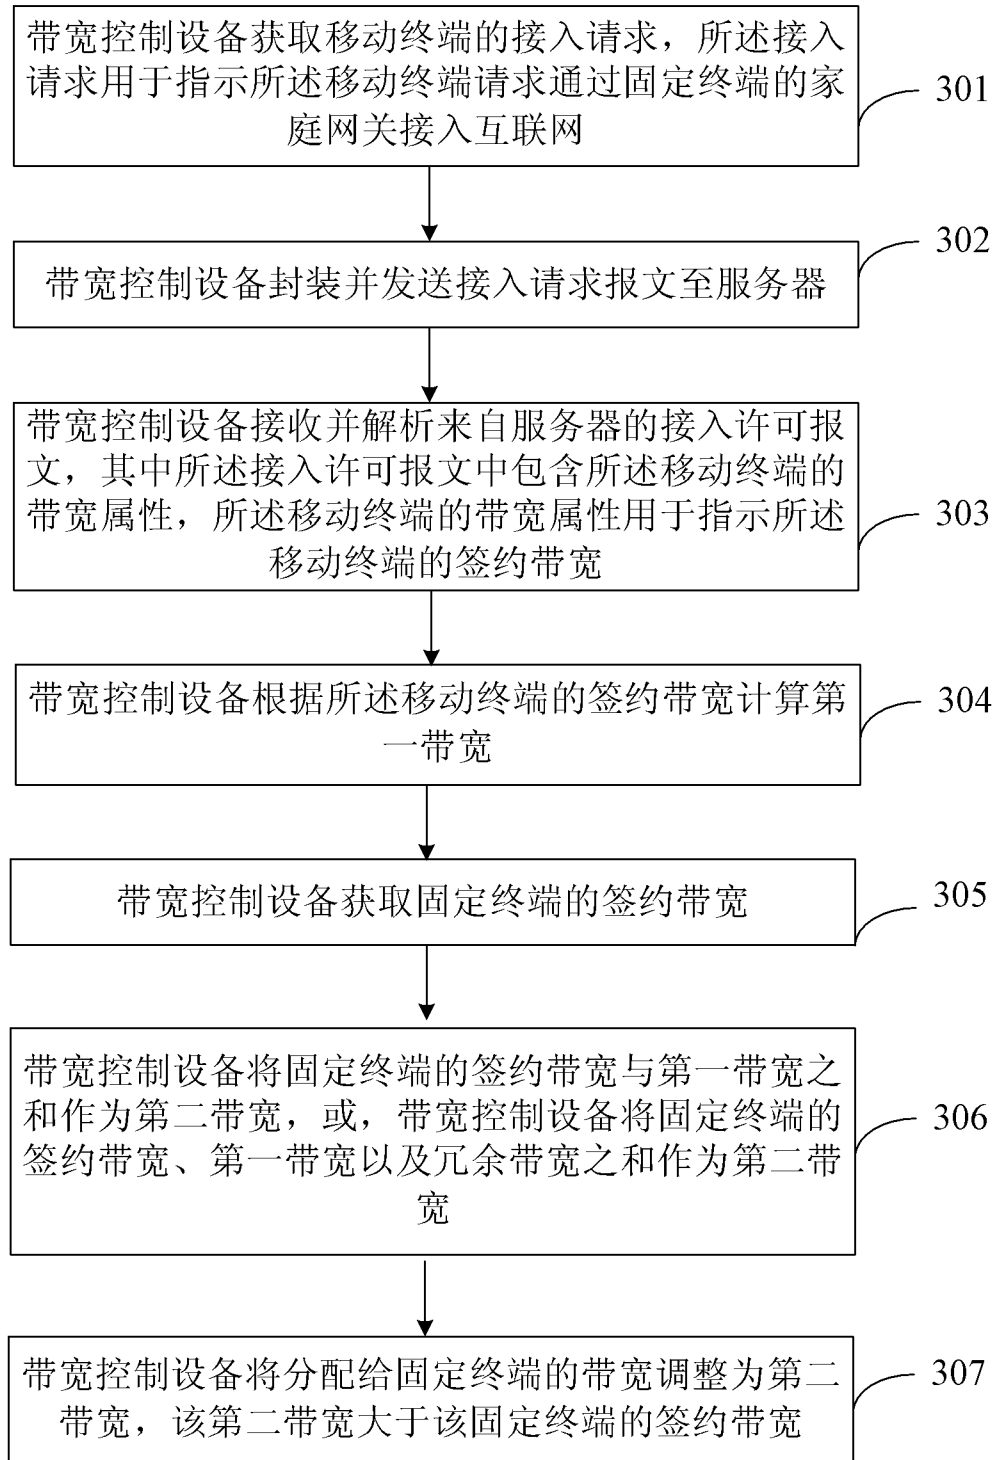 带宽控制设备获取移动终端的接入请求，所述接入
请求用于指示所述移动终端请求通过固定终端的家
庭网关接入互联网
301
带宽控制设备封装并发送接入请求报文至服务器
302
带宽控制设备接收并解析来自服务器的接入许可报
文，其中所述接入许可报文中包含所述移动终端的
带宽属性，所述移动终端的带宽属性用于指示所述
移动终端的签约带宽
303
带宽控制设备根据所述移动终端的签约带宽计算第
一带宽
304
带宽控制设备获取固定终端的签约带宽
305
带宽控制设备将固定终端的签约带宽与第一带宽之
和作为第二带宽，或，带宽控制设备将固定终端的
签约带宽、第一带宽以及冗余带宽之和作为第二带
宽
306
带宽控制设备将分配给固定终端的带宽调整为第二
带宽，该第二带宽大于该固定终端的签约带宽
307